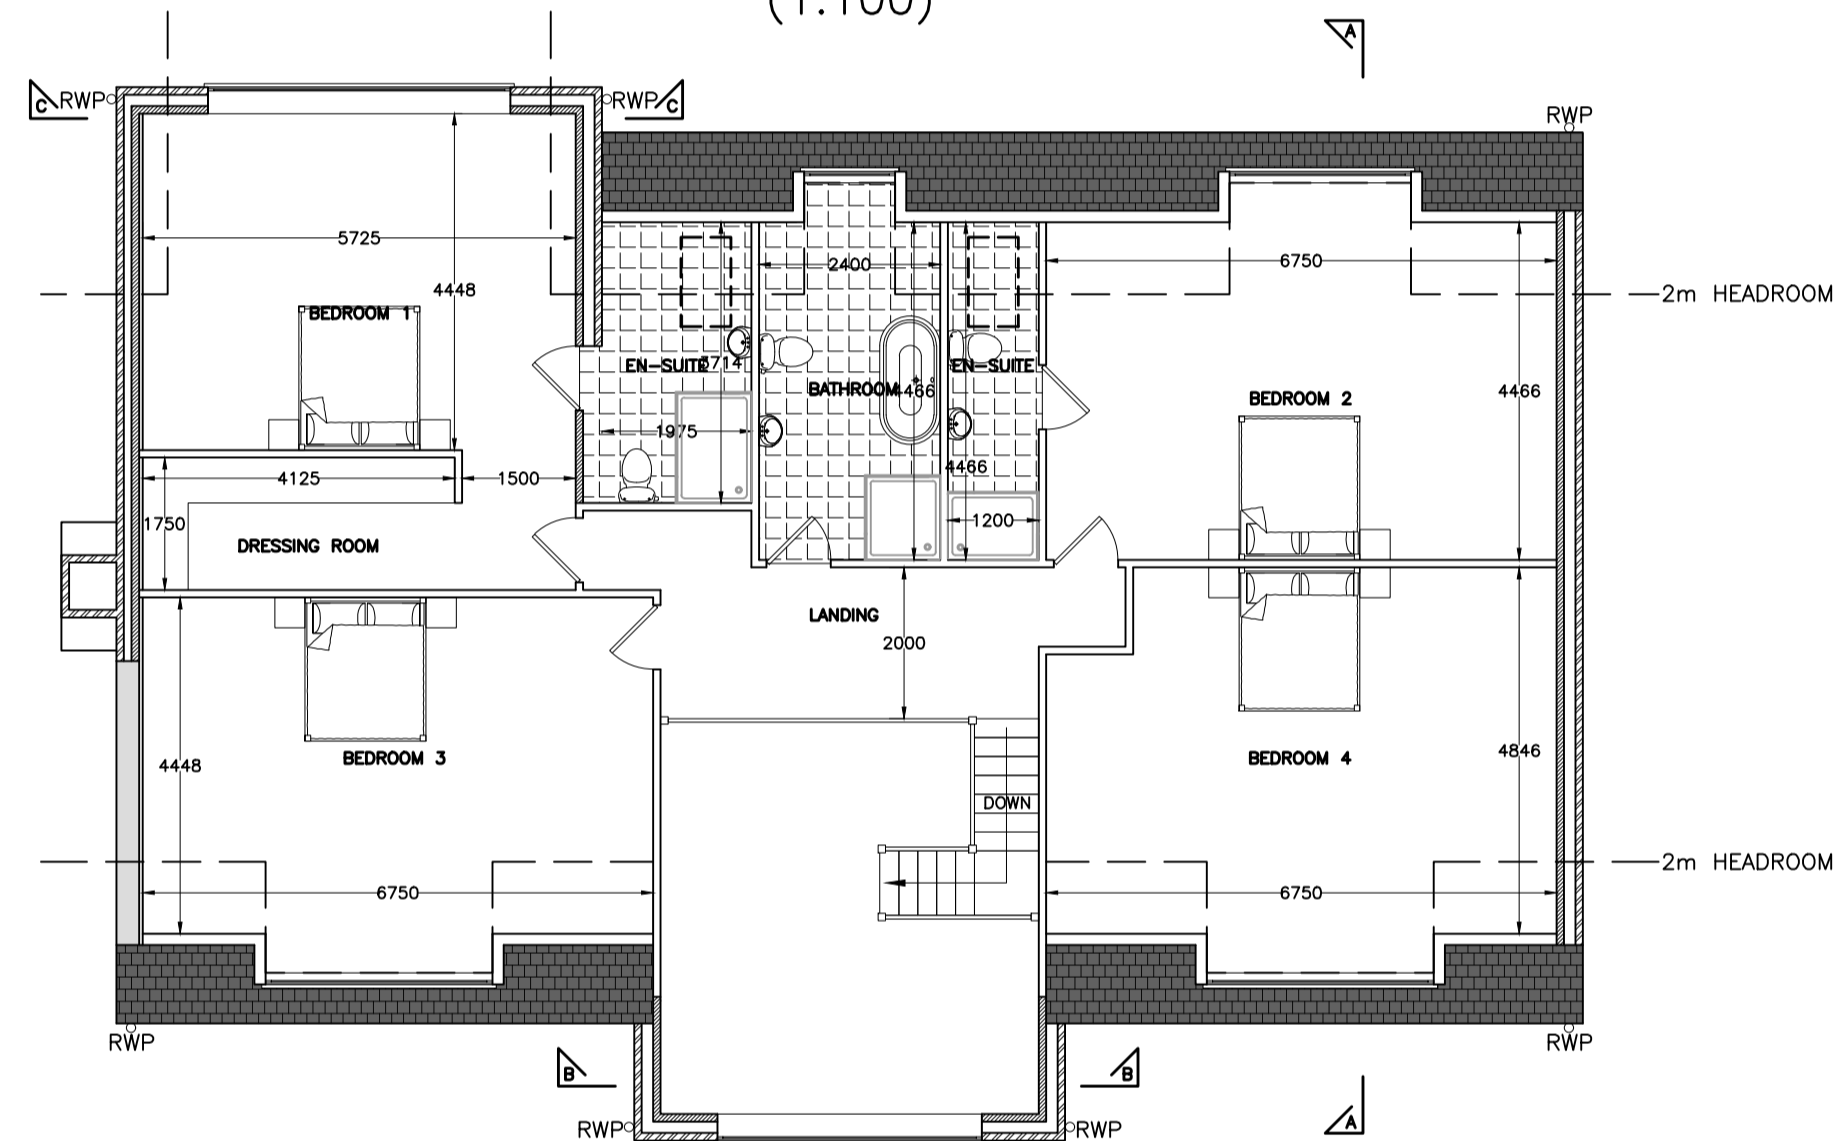 (1:100)
A
C RWP
RWP C
RWP
5725
4448
2400
6750
2m HEADROOM
BEDROOM 1
EN-SUITE
3714
BATHROOM
4466
EN-SUITE
BEDROOM 2
4466
1975
4466
4125
1500
1750
1200
DRESSING ROOM
LANDING
2000
BEDROOM 3
4448
BEDROOM 4
4846
DOWN
2m HEADROOM
6750
6750
RWP
RWP
B
B
RWP
RWP
A